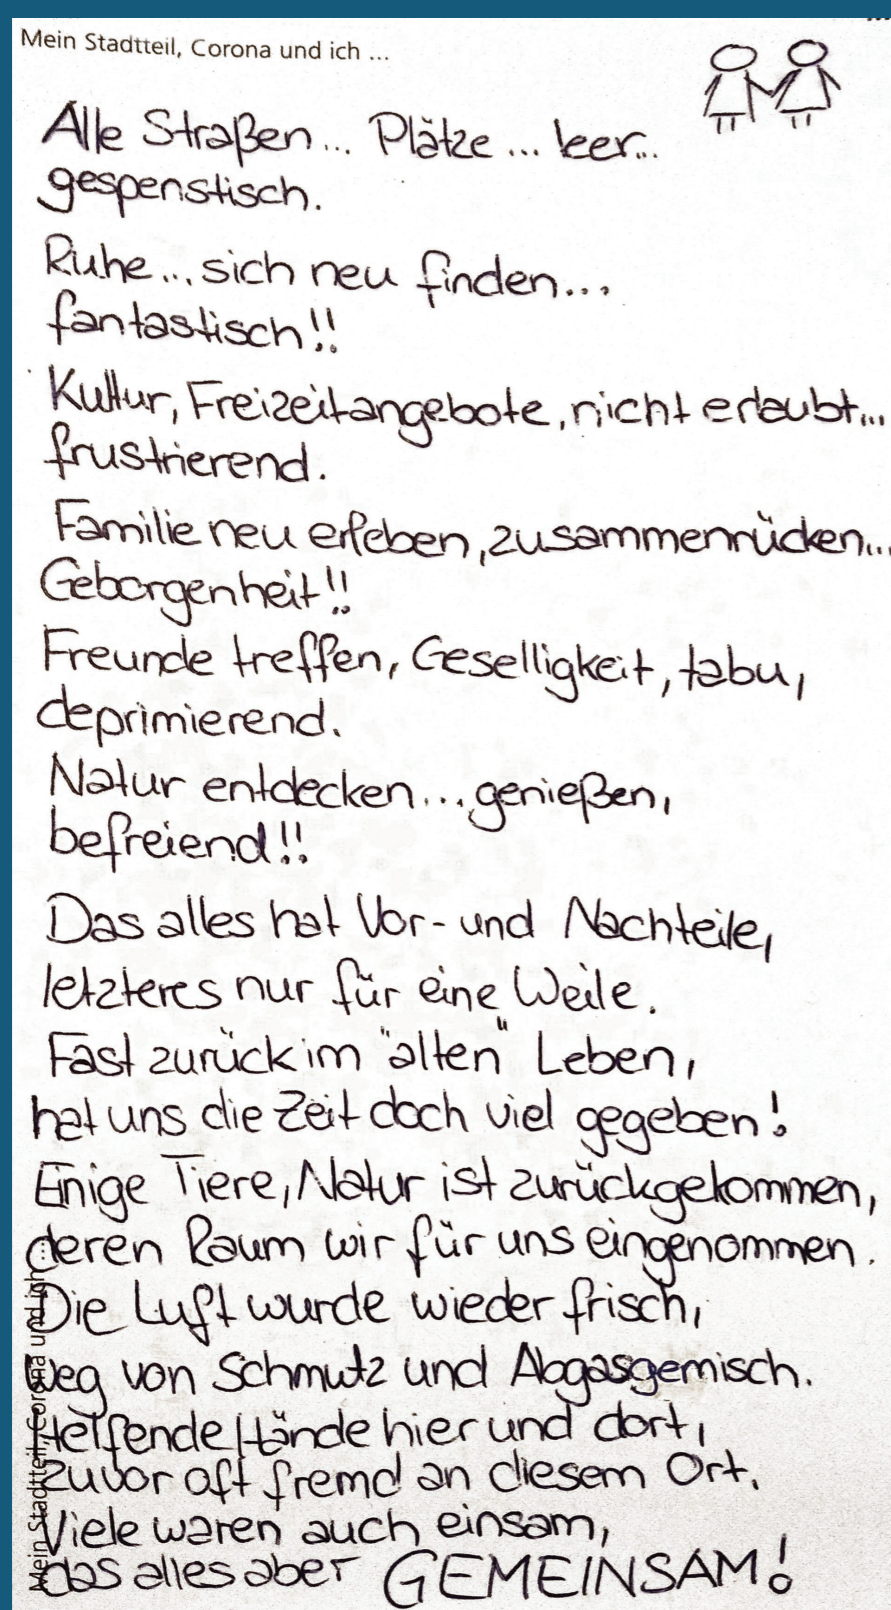 Mein Stadtteil, Corona und ich ...
Alle Straßen... Plätze ... leer...
gespenstisch.
Ruhe... sich neu finden...
fantastisch!!
Kultur, Freizeitangebote, nicht erlaubt...
frustrierend.
Familie neu erleben, zusammenrücken...
Geborgenheit!!
Freunde treffen, Geselligkeit, tabu,
deprimierend.
Natur entdecken... genießen,
befreiend!!
Das alles hat Vor- und Nachteile,
letzteres nur für eine Weile.
Fast zurück im "alten" Leben,
hat uns die Zeit doch viel gegeben!
Einige Tiere, Natur ist zurückgekommen,
deren Raum wir für uns eingenommen.
Die Luft wurde wieder frisch,
weg von Schmutz und Abgasgemisch.
Helfende Hände hier und dort,
zuvor oft fremd an diesem Ort.
Viele waren auch einsam,
das alles aber GEMEINSAM!
Mein Stadtteil, Corona und ich ...